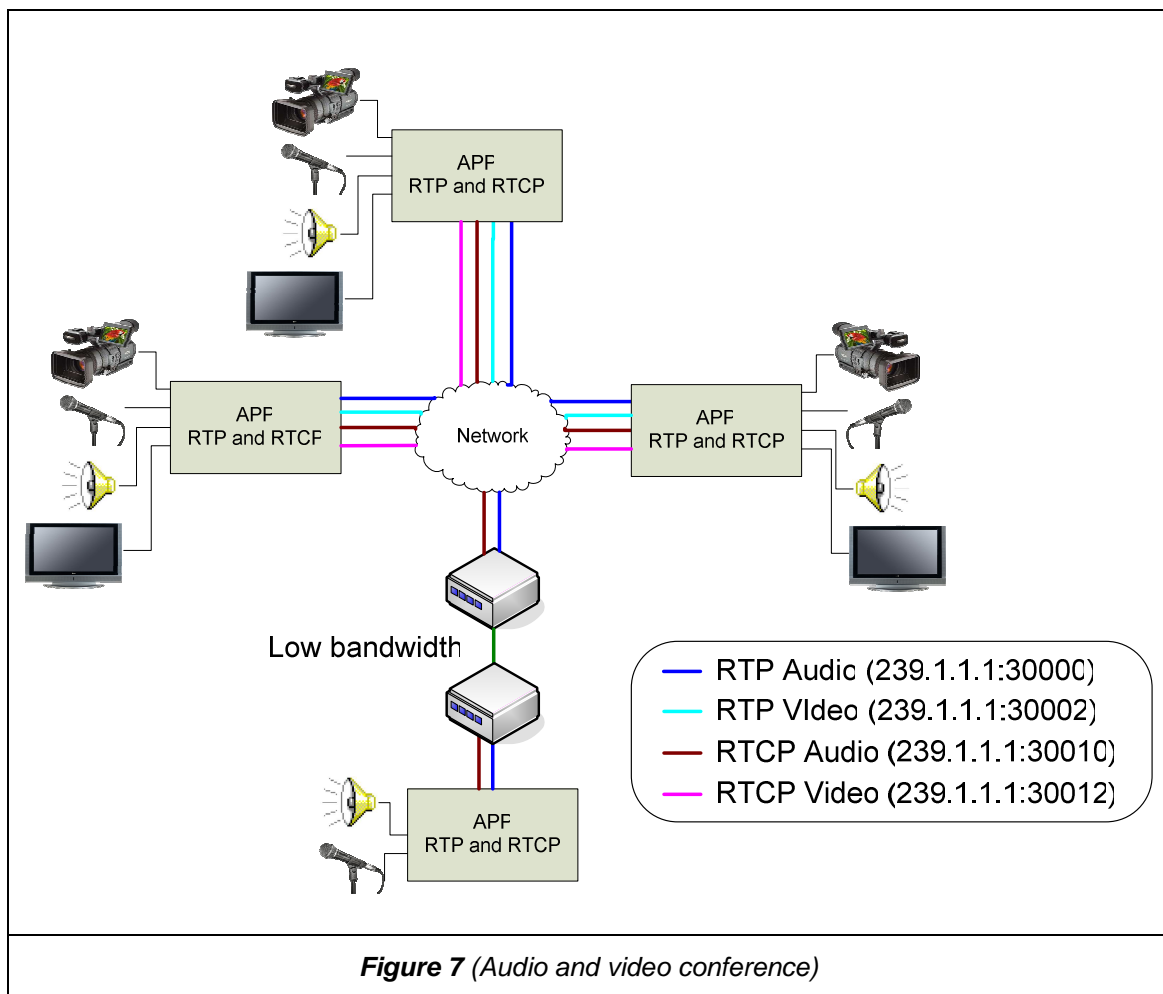 APF
RTP and RTCP
APF
RTP and RTCF
Network
APF
RTP and RTCP
Low bandwidth
RTP Audio (239.1.1.1:30000)
RTP VIdeo (239.1.1.1:30002)
RTCP Audio (239.1.1.1:30010)
RTCP Video (239.1.1.1:30012)
APF
RTP and RTCP
Figure 7 (Audio and video conference)